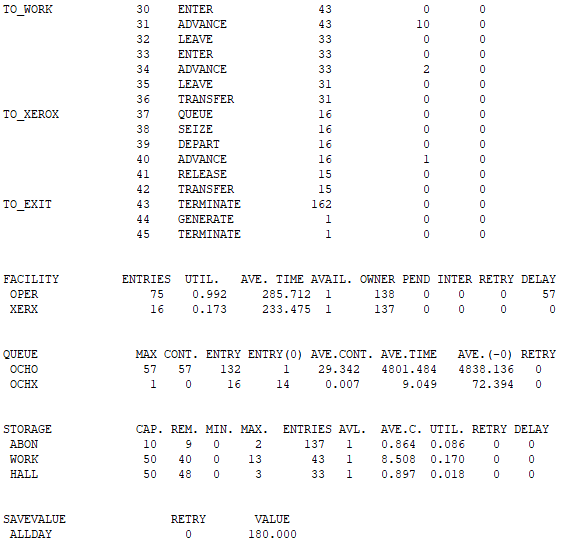 TO_WORK 30 ENTER 43 0 0
31 ADVANCE 43 10 0
32 LEAVE 33 0 0
33 ENTER 33 0 0
34 ADVANCE 33 2 0
35 LEAVE 31 0 0
36 TRANSFER 31 0 0
TO_XEROX 37 QUEUE 16 0 0
38 SEIZE 16 0 0
39 DEPART 16 0 0
40 ADVANCE 16 1 0
41 RELEASE 15 0 0
42 TRANSFER 15 0 0
TO_EXIT 43 TERMINATE 162 0 0
44 GENERATE 1 0 0
45 TERMINATE 1 0 0
FACILITY ENTRIES UTIL. AVE. TIME AVAIL. OWNER PEND INTER RETRY DELAY
OPER 75 0.992 285.712 1 138 0 0 0 57
XERX 16 0.173 233.475 1 137 0 0 0 0
QUEUE MAX CONT. ENTRY ENTRY(0) AVE.CONT. AVE.TIME AVE.(-0) RETRY
OCHO 57 57 132 1 29.342 4801.484 4838.136 0
OCHX 1 0 16 14 0.007 9.049 72.394 0
STORAGE CAP. REM. MIN. MAX. ENTRIES AVL. AVE.C. UTIL. RETRY DELAY
ABON 10 9 0 2 137 1 0.864 0.086 0 0
WORK 50 40 0 13 43 1 8.508 0.170 0 0
HALL 50 48 0 3 33 1 0.897 0.018 0 0
SAVEVALUE RETRY VALUE
ALLDAY 0 180.000